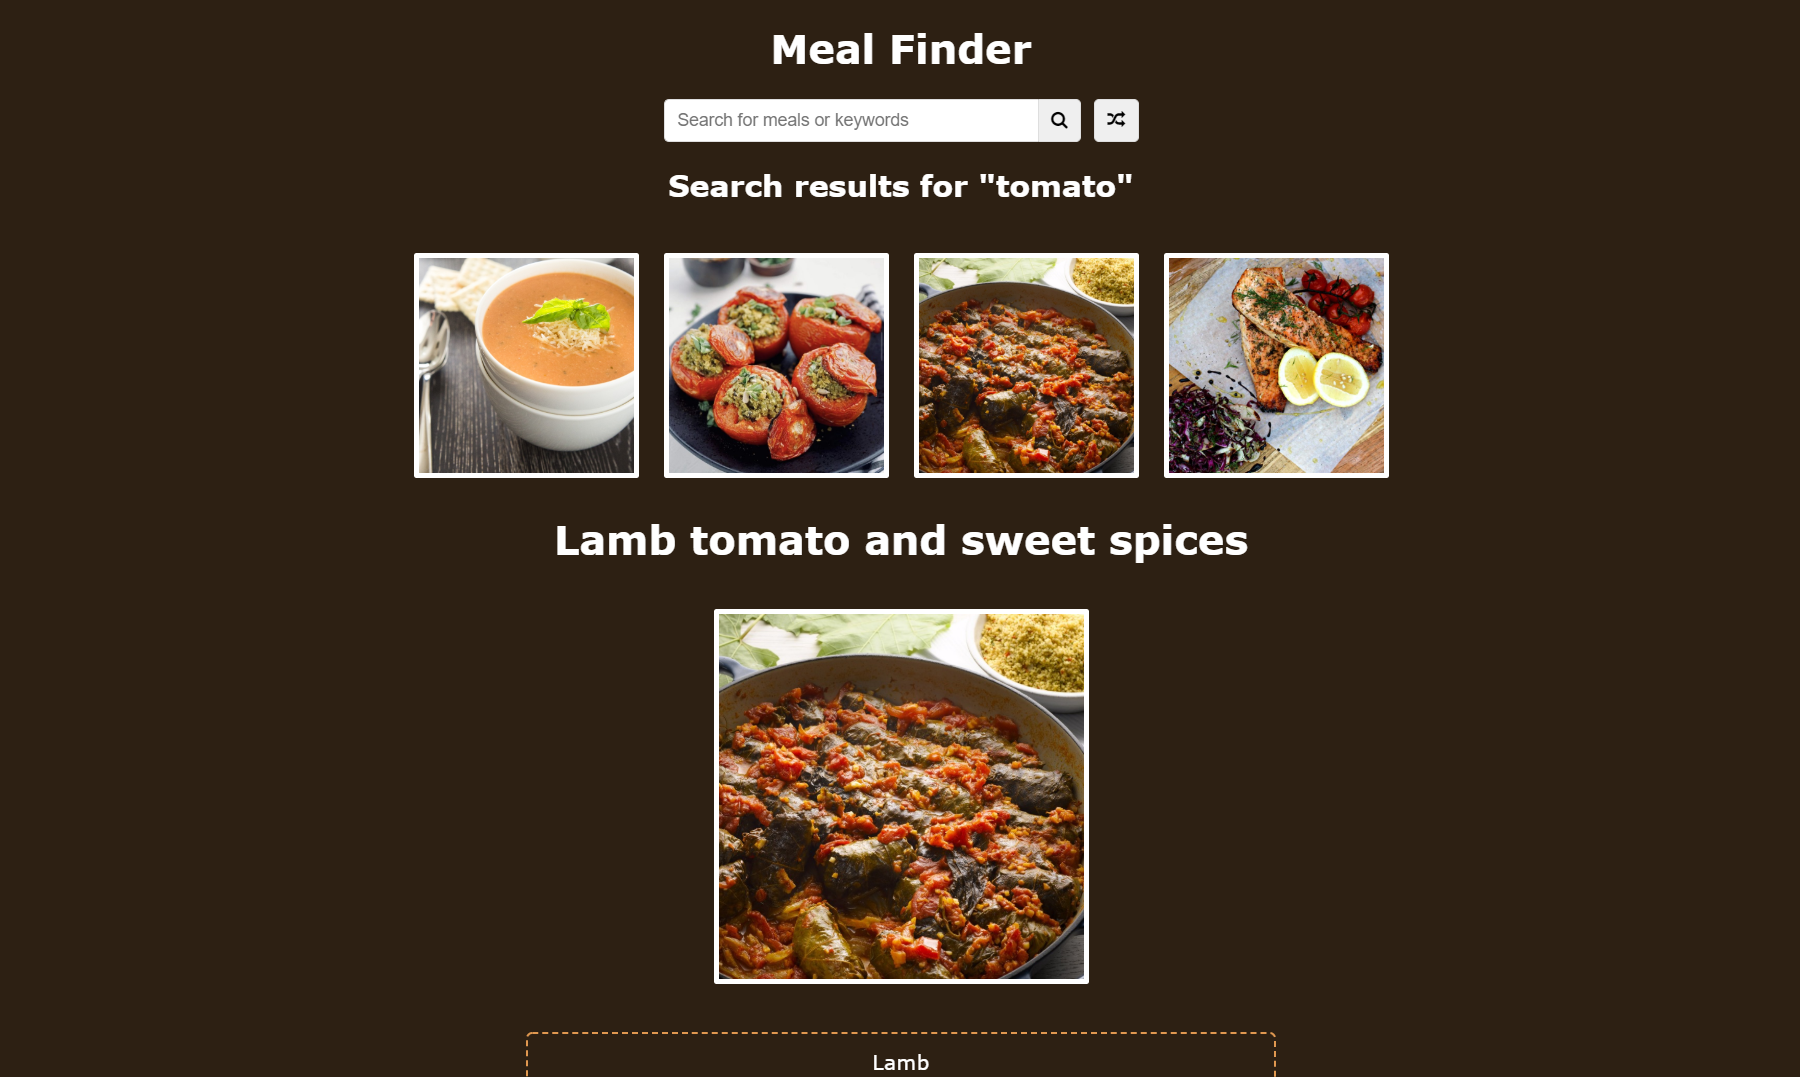 Meal Finder
Search for meals or keywords
Search results for "tomato"
Lamb tomato and sweet spices
Lamb